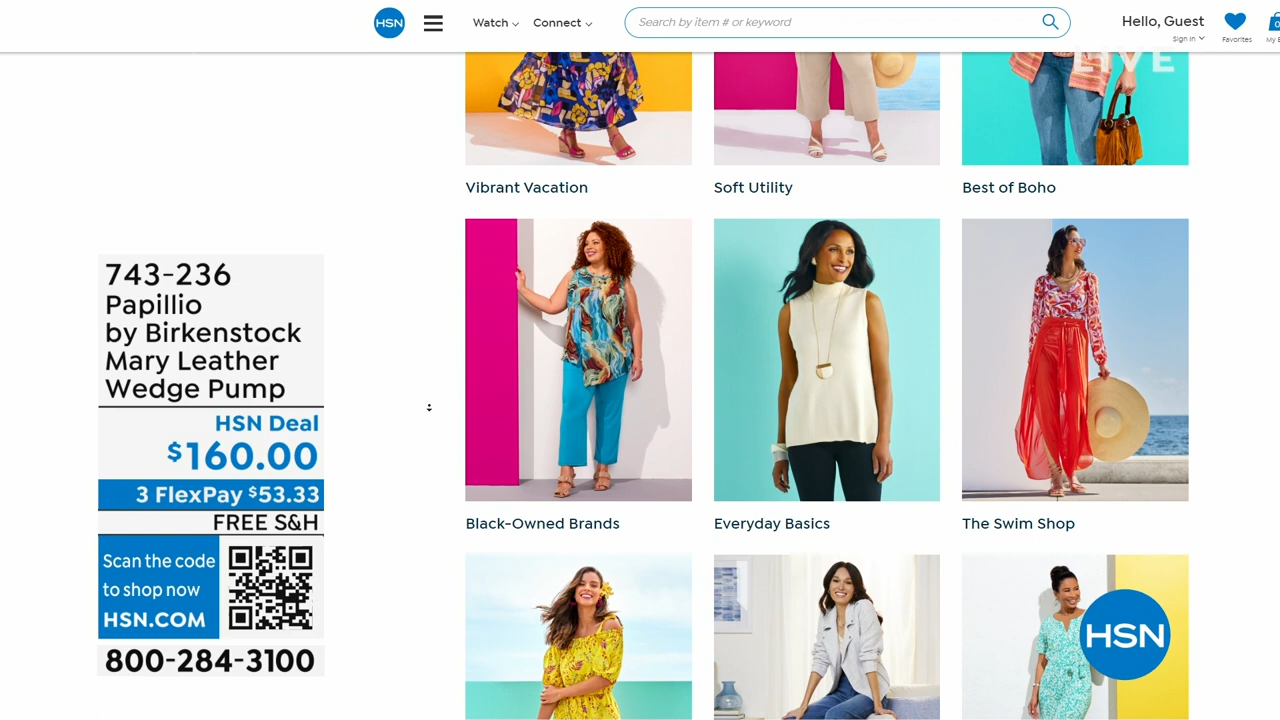 HSN
Watch
Connect
Search by item # or keyword
Hello, Guest
Sign In
Favorites
0
LIVE
Vibrant Vacation
Soft Utility
Best of Boho
743-236
Papillio
by Birkenstock
Mary Leather
Wedge Pump
HSN Deal
$160.00
3 FlexPay $53.33
FREE S&H
Scan the code
to shop now
HSN.COM
800-284-3100
Black-Owned Brands
Everyday Basics
The Swim Shop
HSN